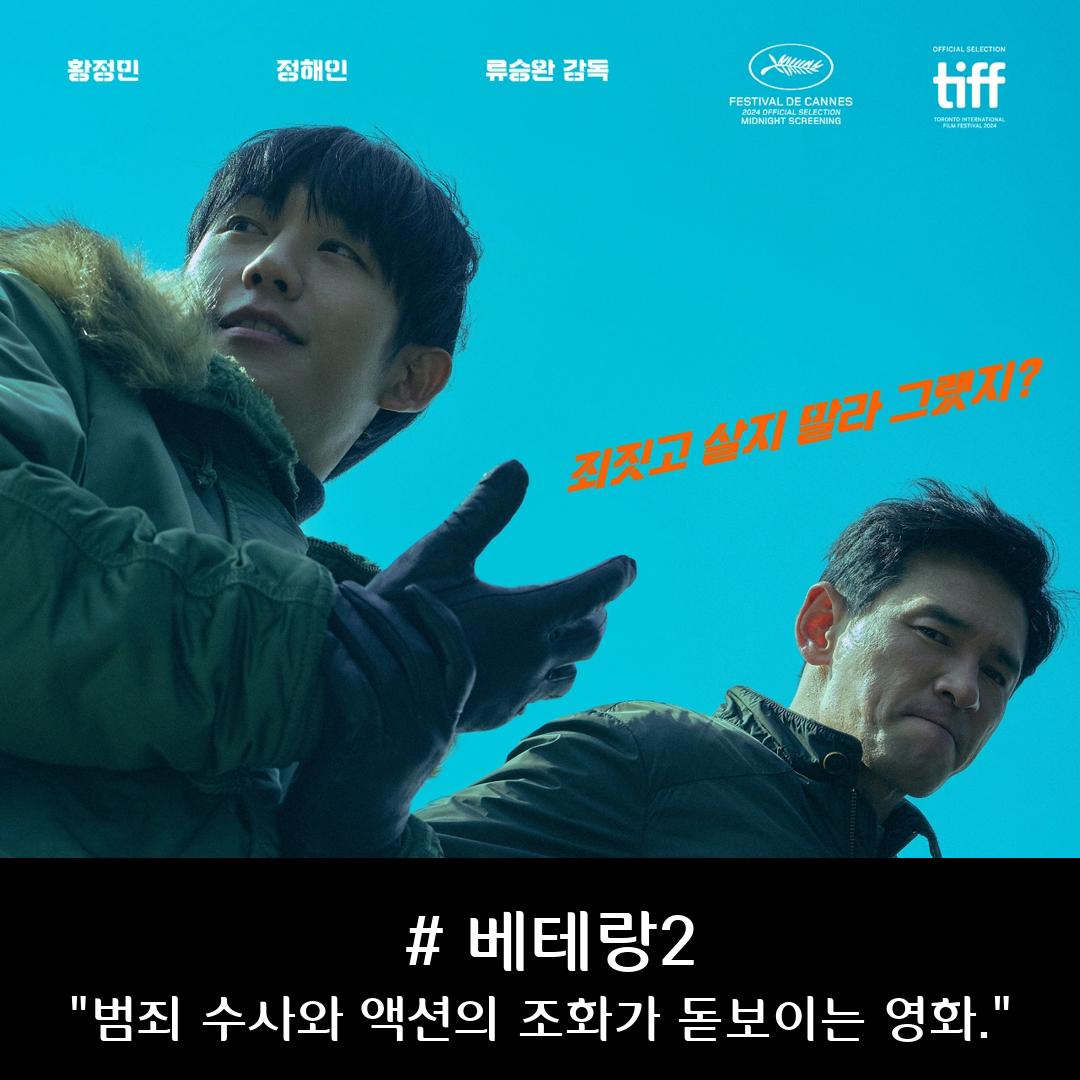 황정민 정해인 류승완 감독
FESTIVAL DE CANNES
2024 OFFICIAL SELECTION
MIDNIGHT SCREENING
OFFICIAL SELECTION
tiff
TORONTO INTERNATIONAL
FILM FESTIVAL 2024
죄짓고 살지 말라 그랬지?
# 베테랑2
"범죄 수사와 액션의 조화가 돋보이는 영화."